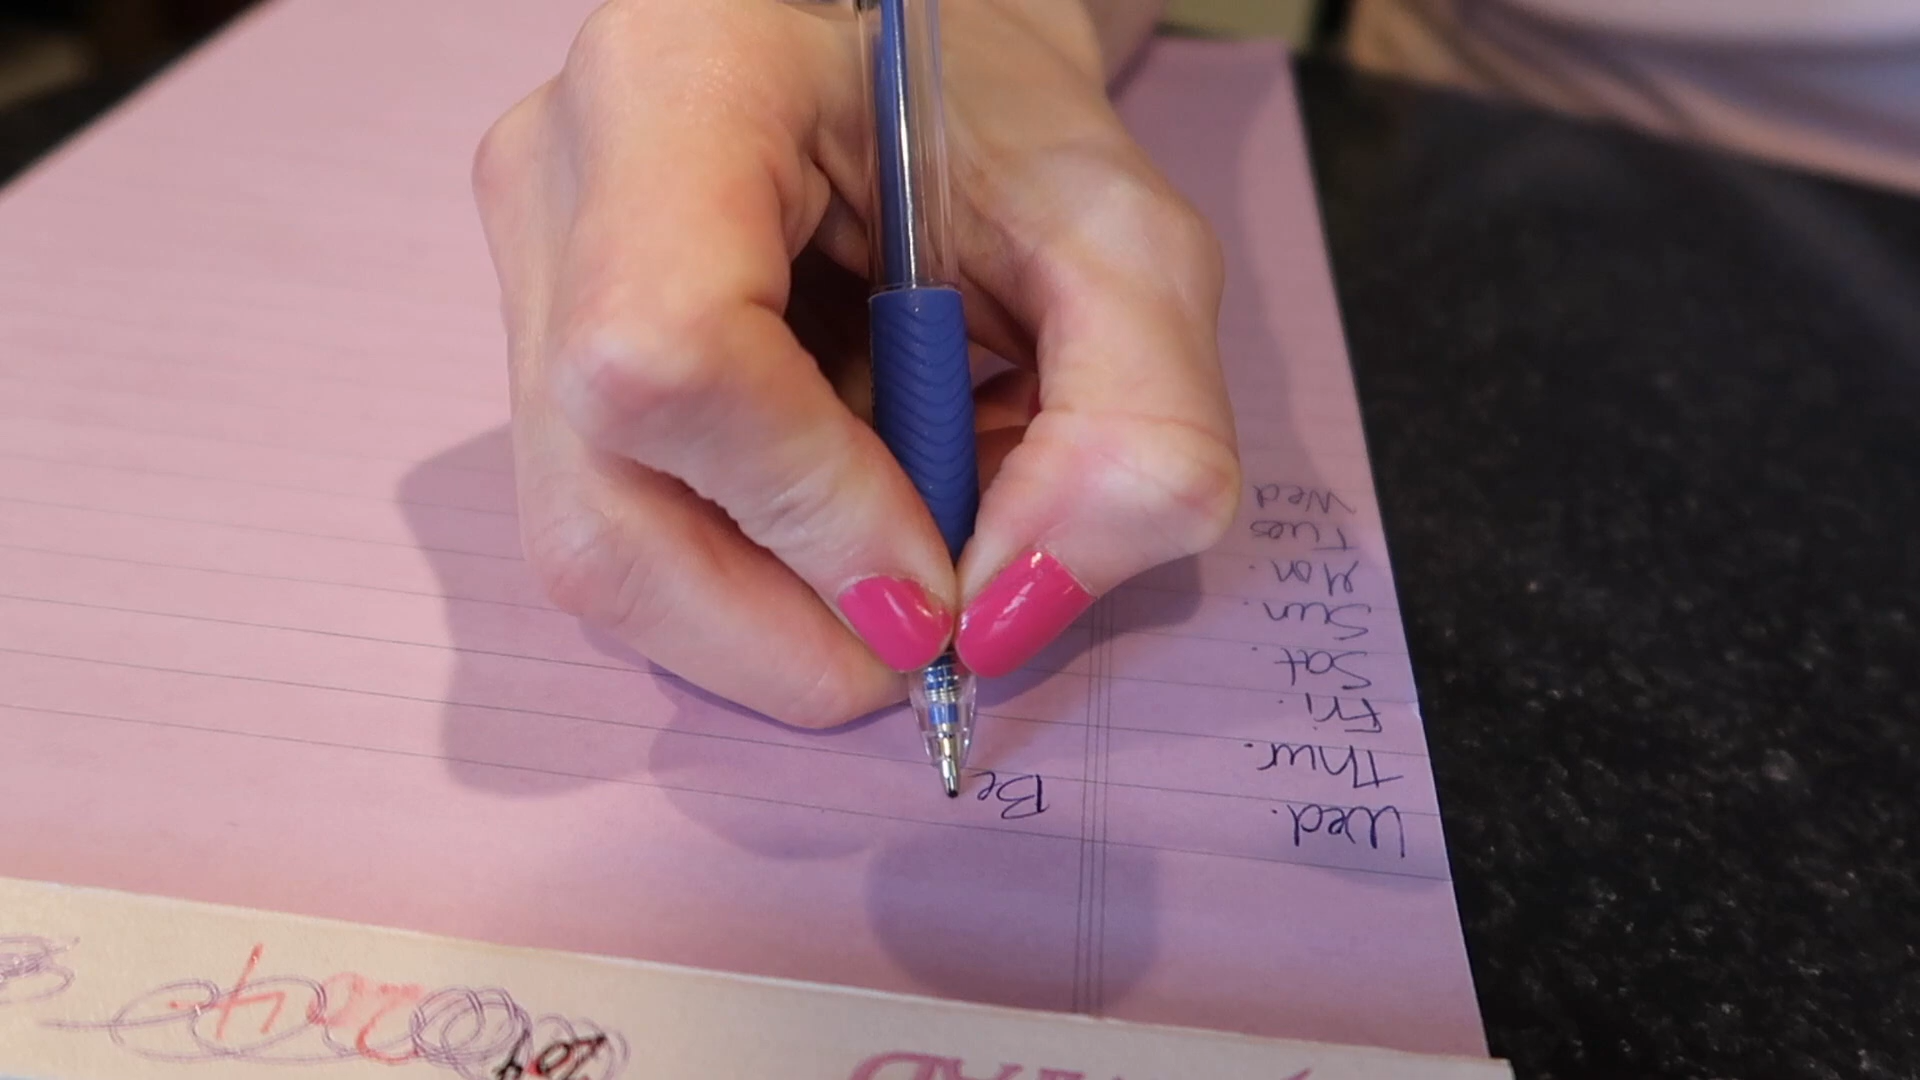 Wed. Be
Thur.
Fri.
Sat.
Sun.
Mon.
Tues
Wed